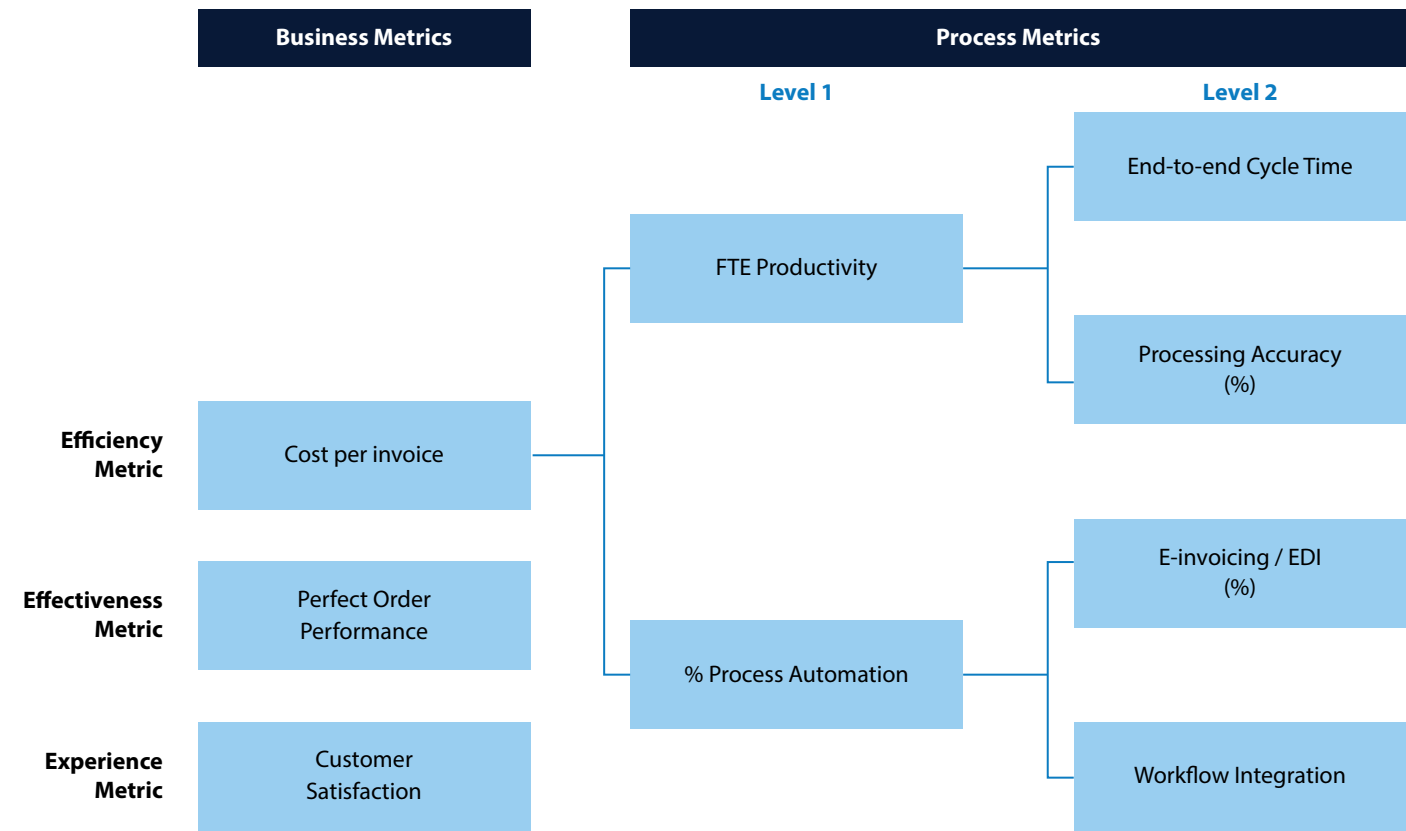 Business Metrics
Process Metrics
Level 1
Level 2
End-to-end Cycle Time
FTE Productivity
Processing Accuracy
(%)
Efficiency
Metric
Cost per invoice
E-invoicing / EDI
(%)
Effectiveness
Metric
Perfect Order
Performance
% Process Automation
Experience
Metric
Customer
Satisfaction
Workflow Integration